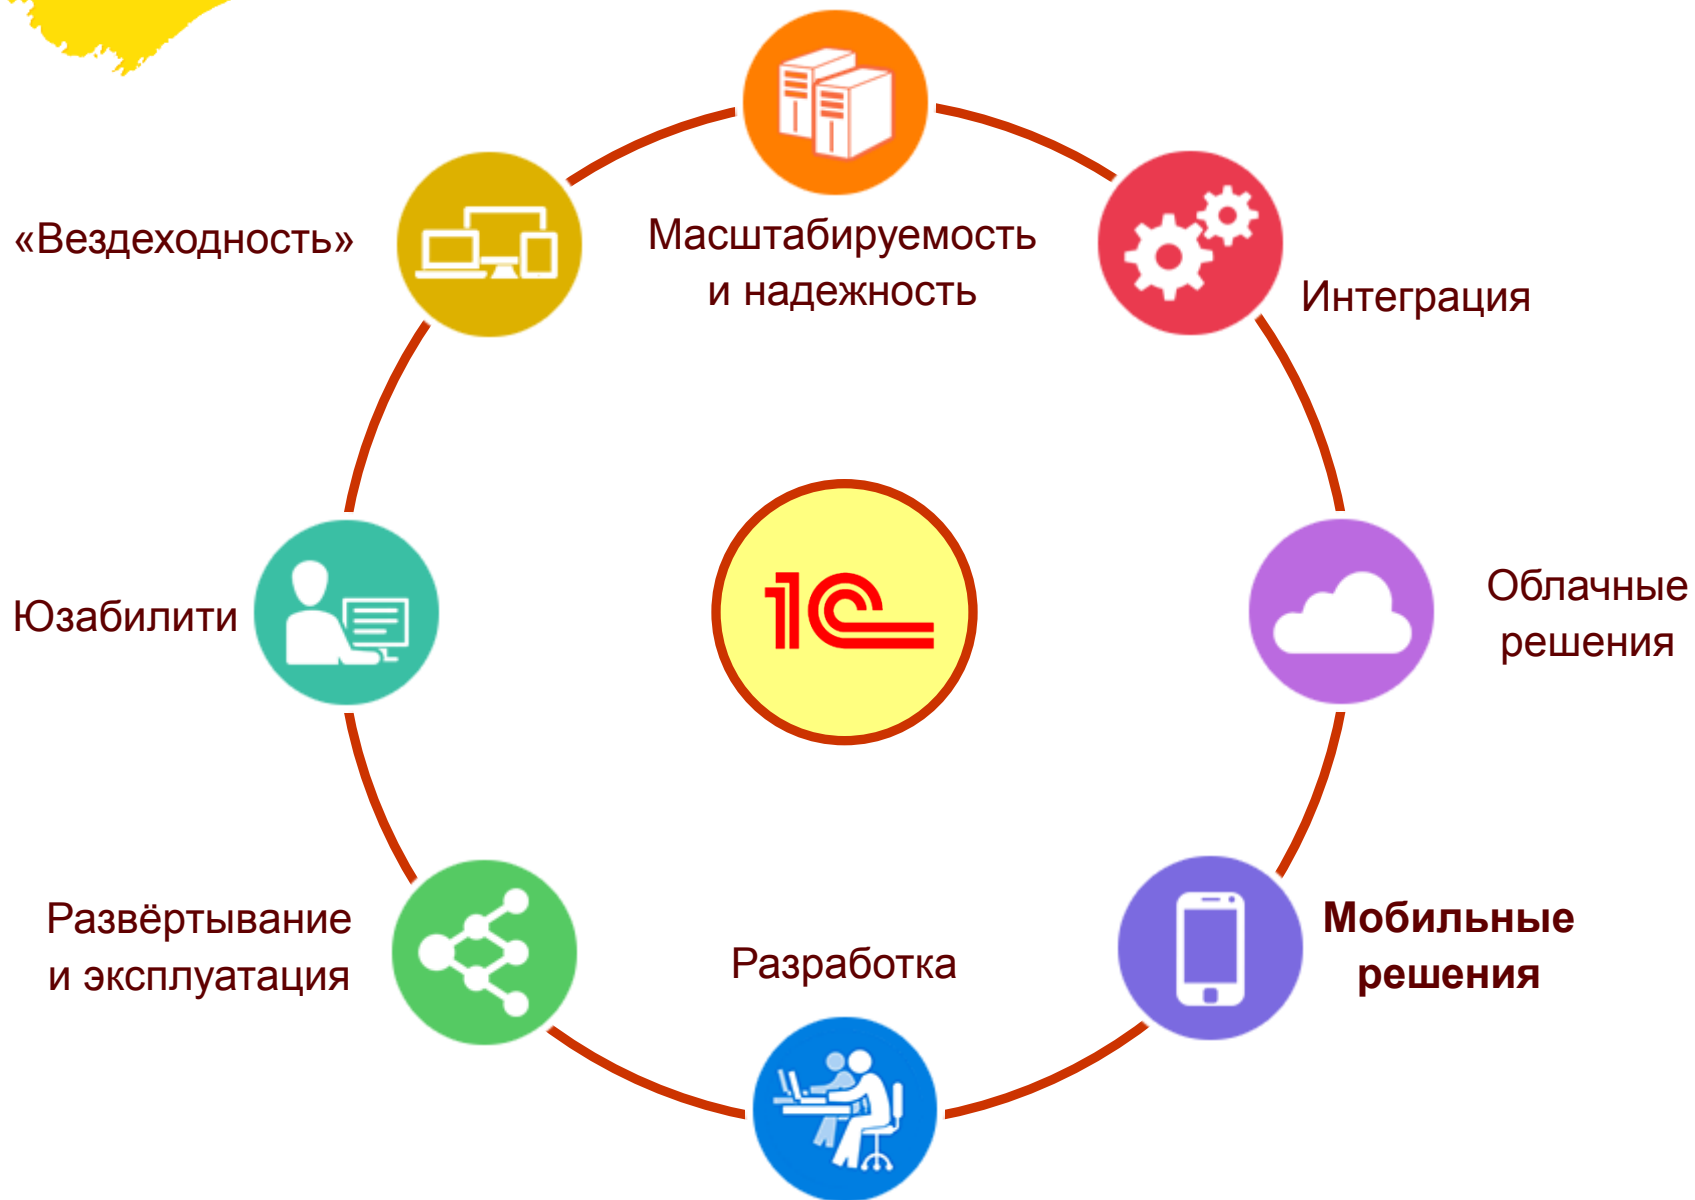 Масштабируемость
и надежность
«Вездеходность»
Интеграция
1С
Юзабилити
Облачные
решения
Развёртывание
и эксплуатация
Разработка
Мобильные
решения